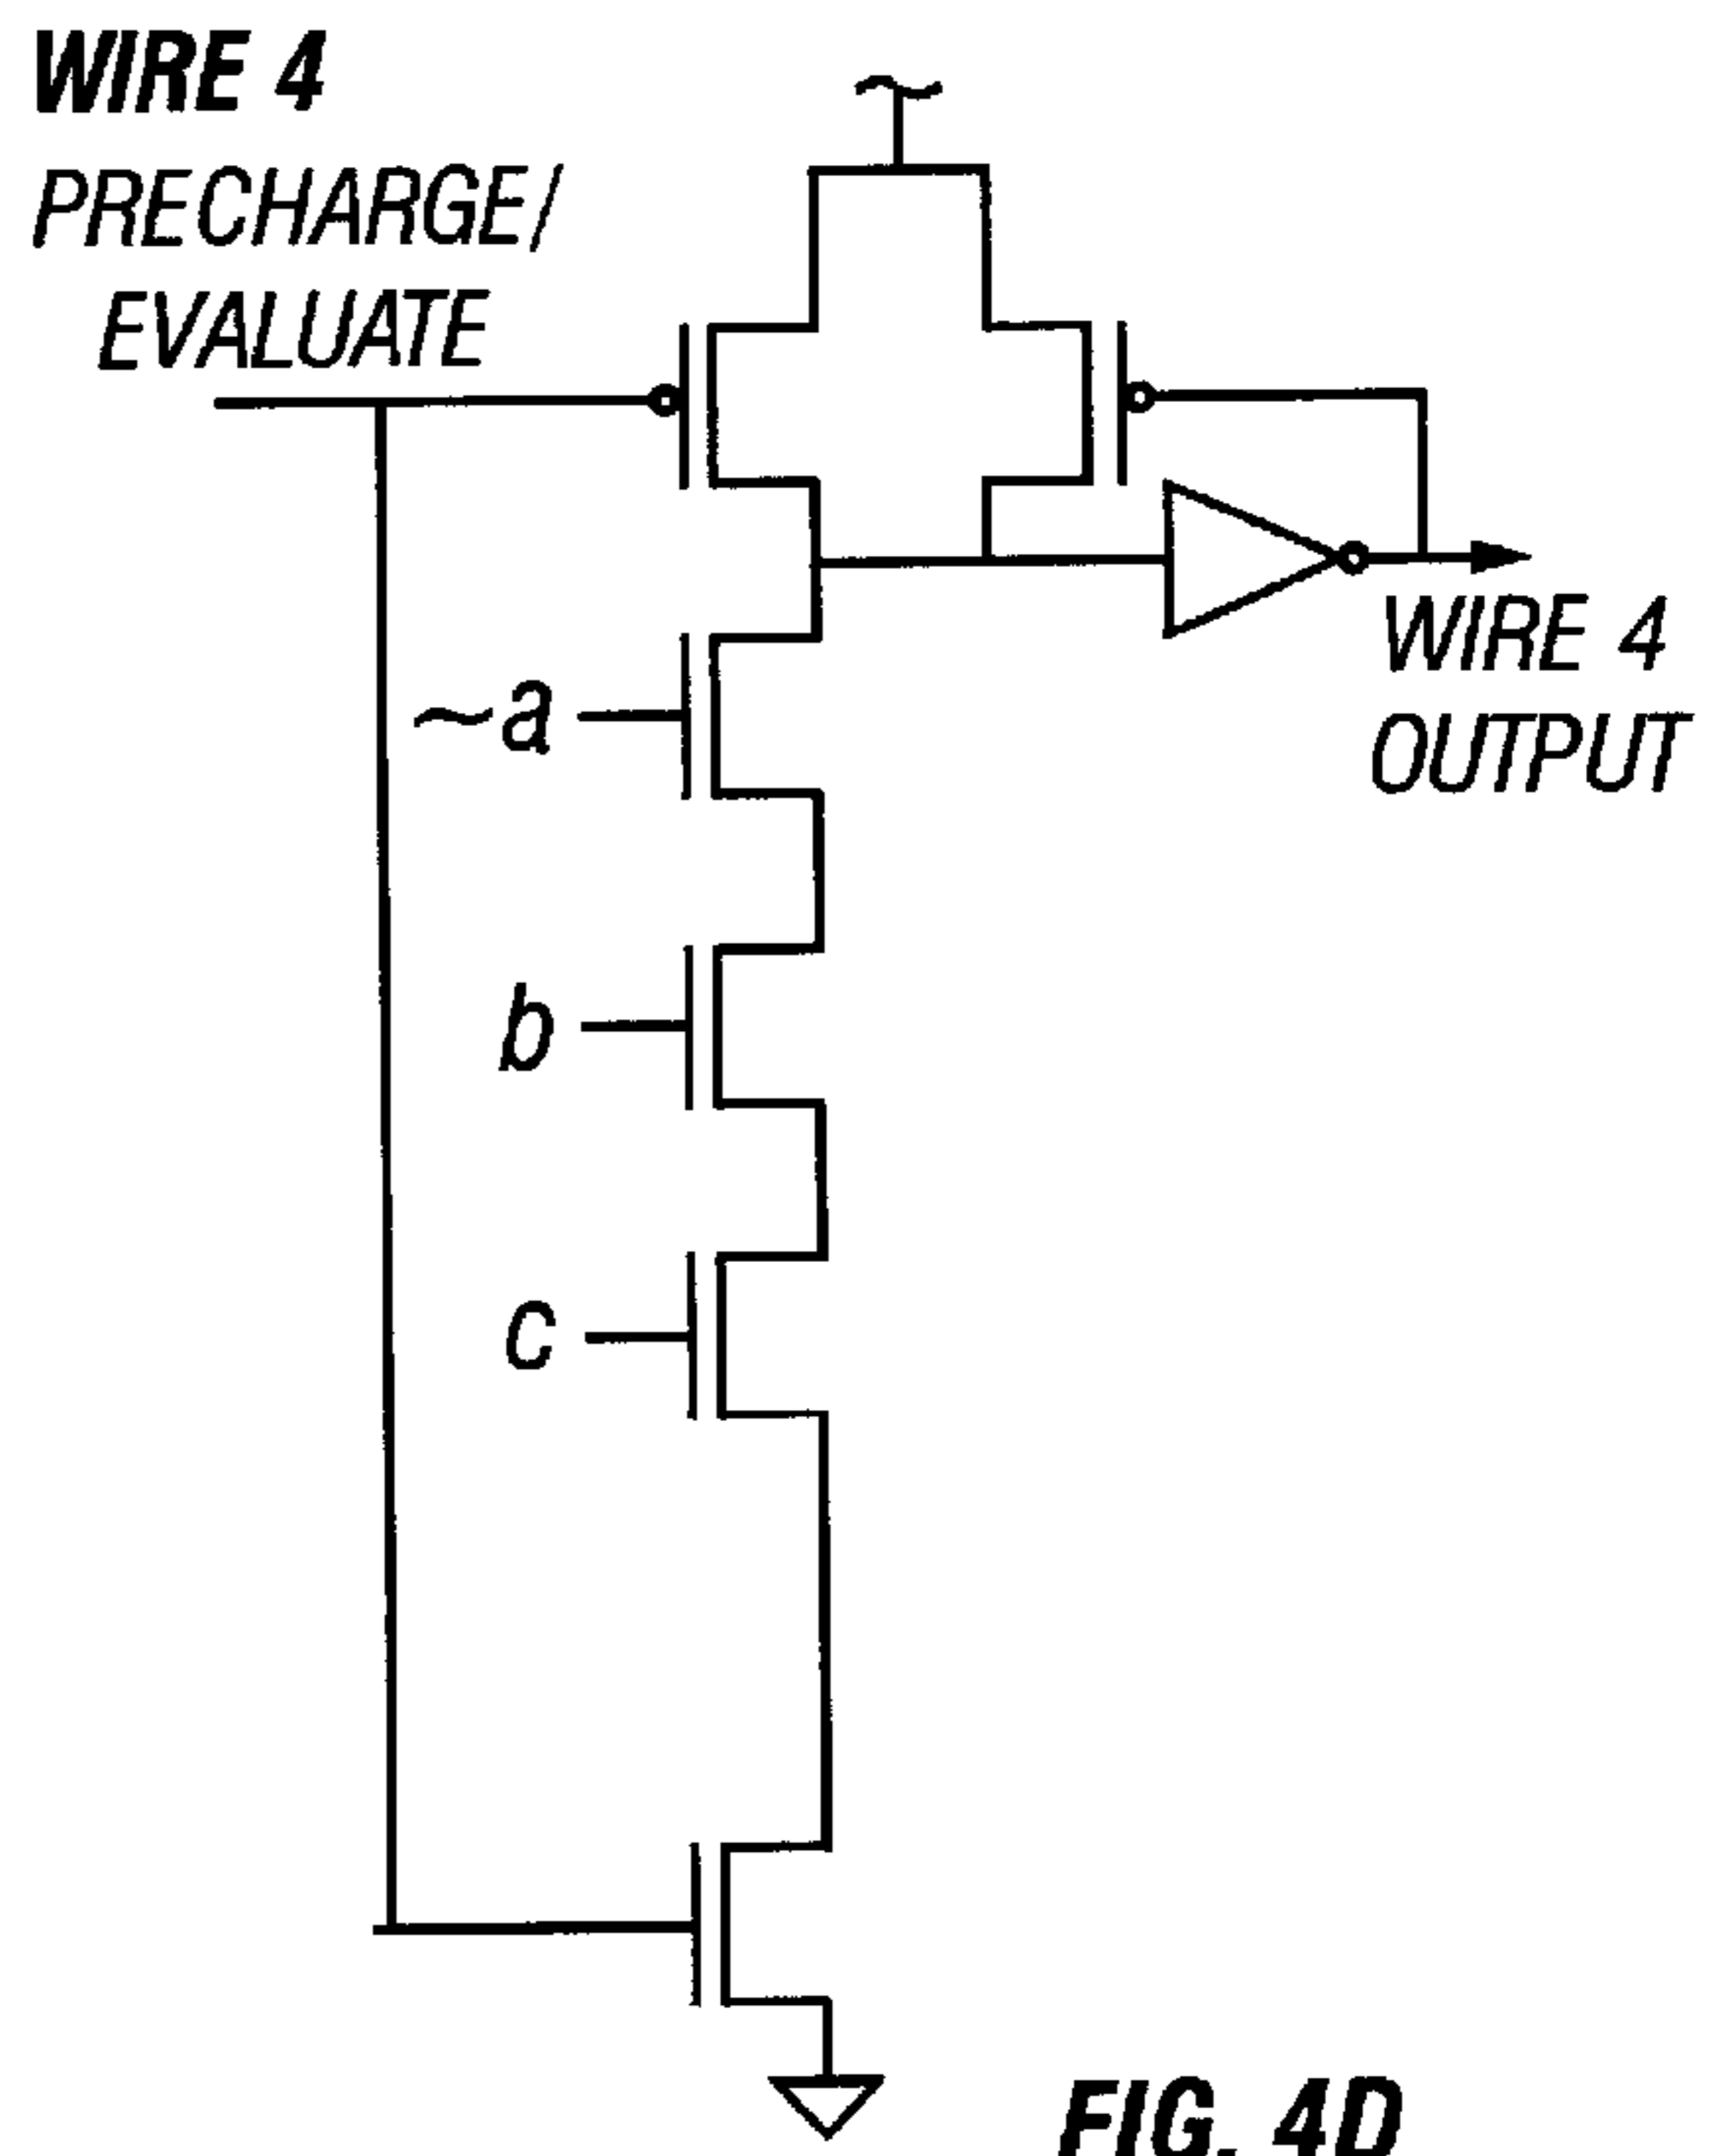 WIRE 4
PRECHARGE/
EVALUATE
WIRE 4
OUTPUT
~a
b
c
FIG. 4D